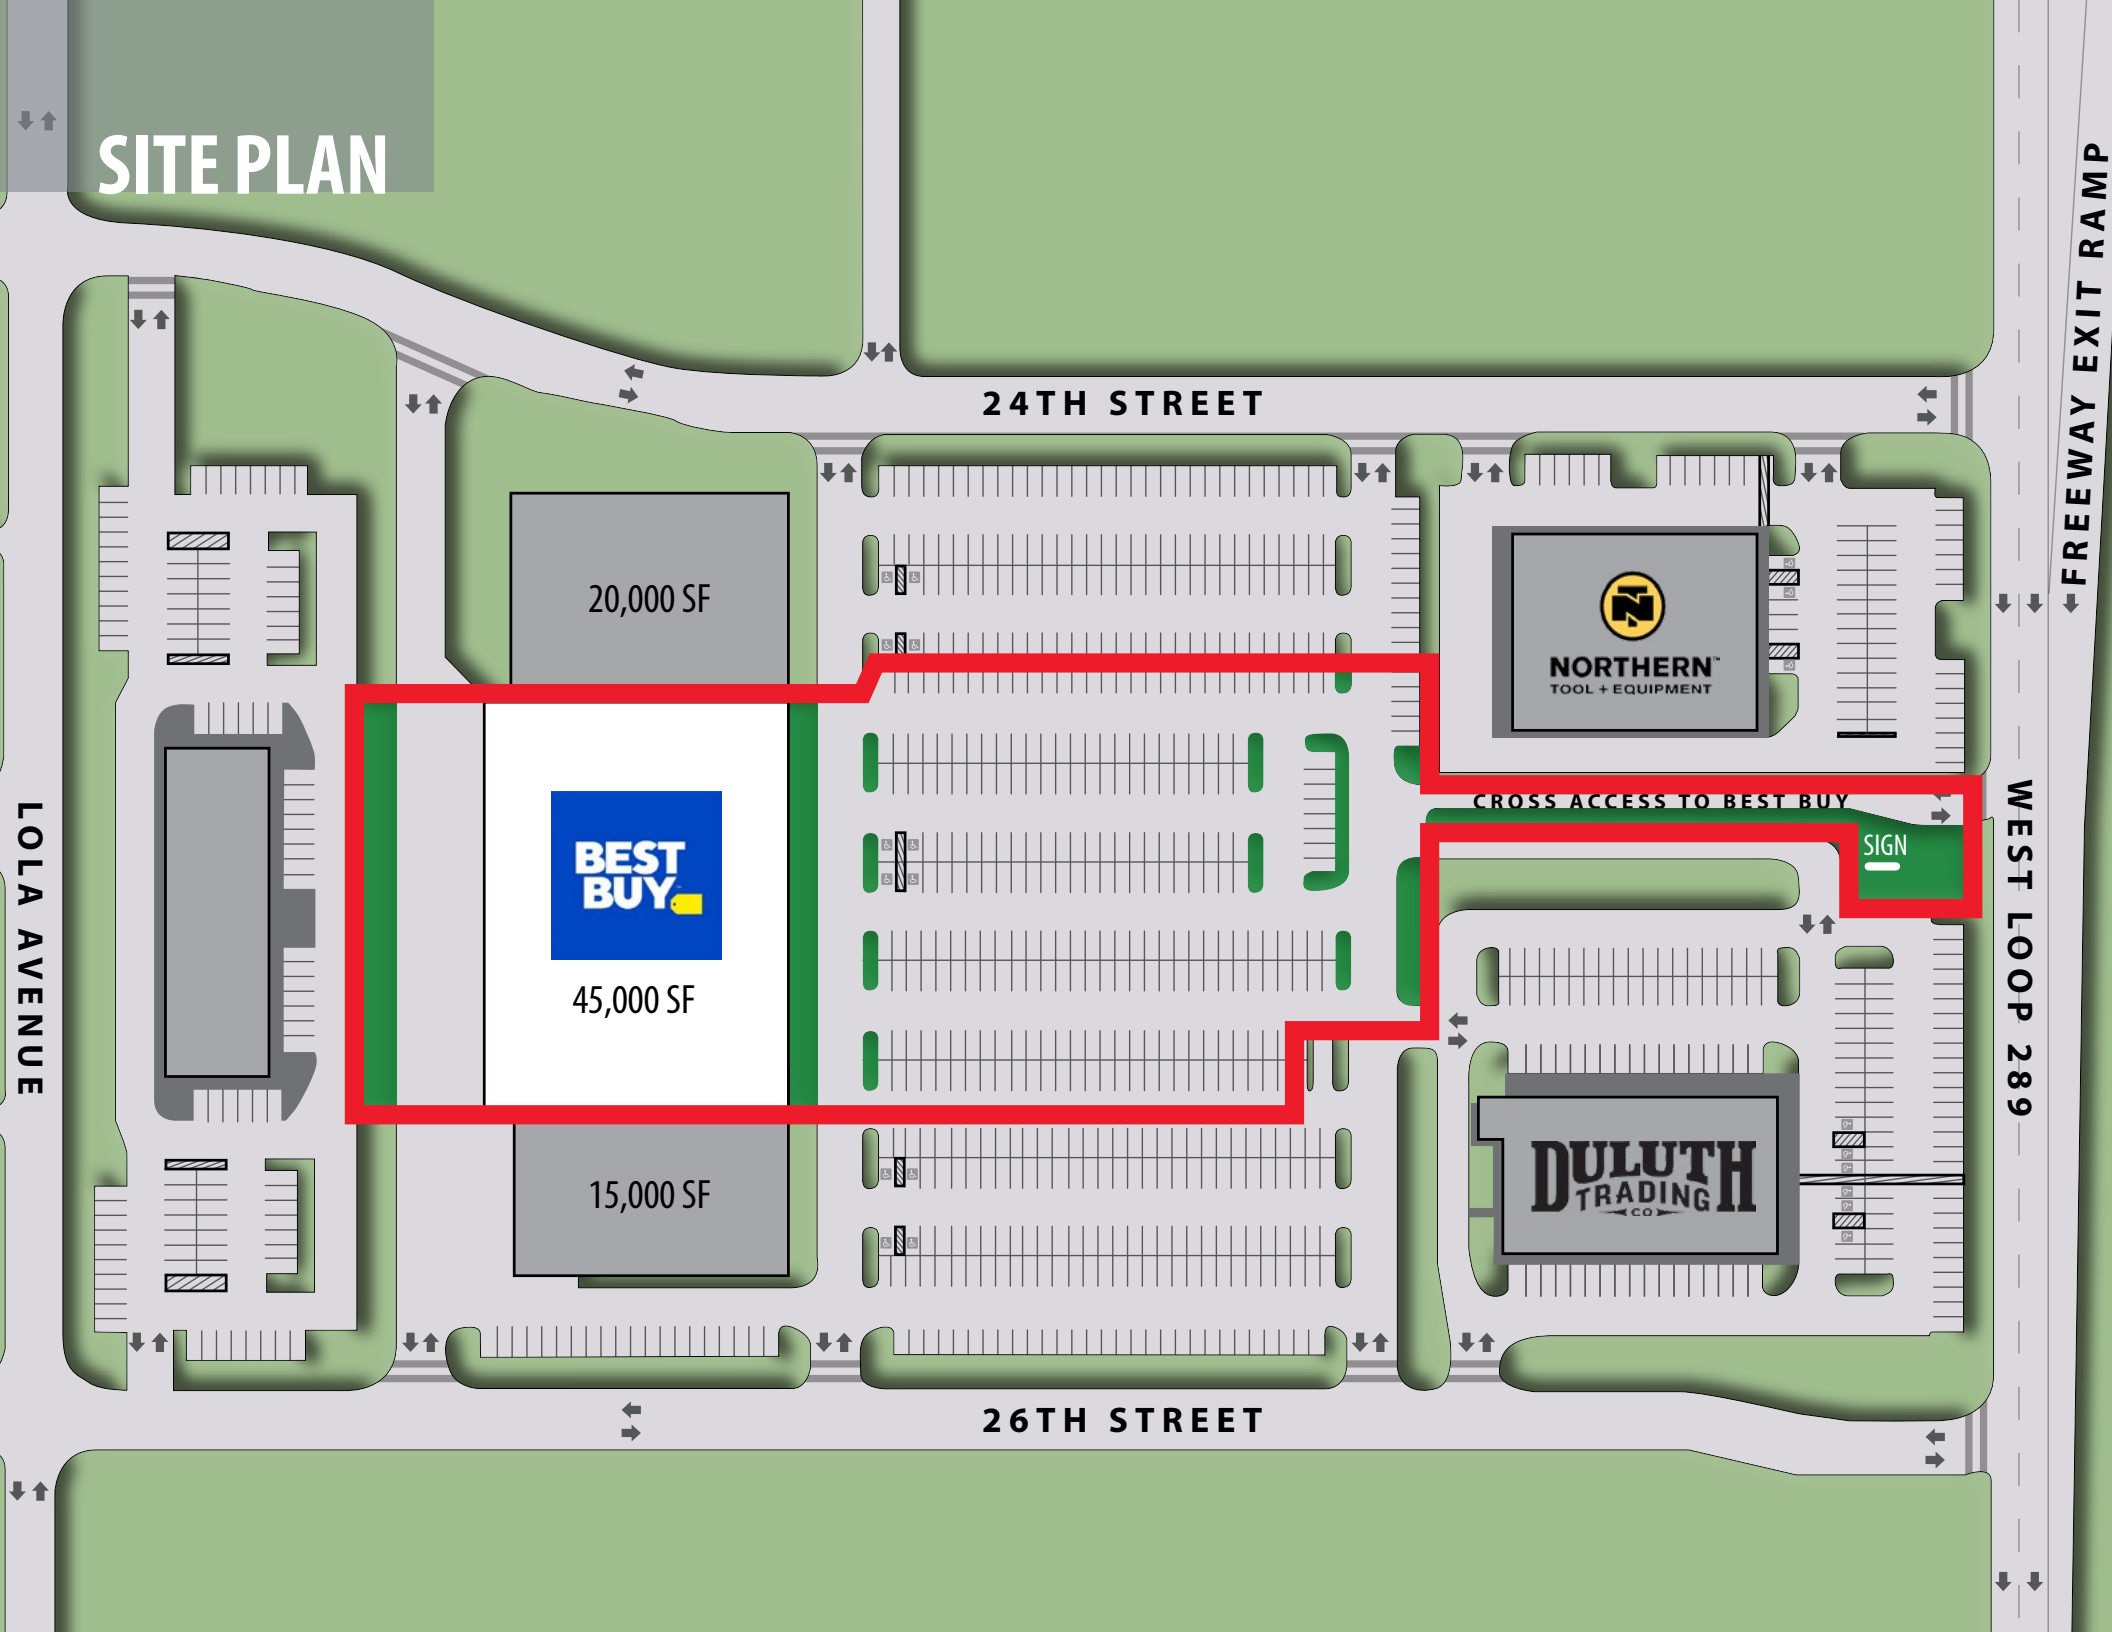 SITE PLAN
24TH STREET
FREEWAY EXIT RAMP
20,000 SF
N
NORTHERN™
TOOL + EQUIPMENT
CROSS ACCESS TO BEST BUY
SIGN
BEST
BUY
45,000 SF
LOLA AVENUE
WEST LOOP 289
15,000 SF
DULUTH
TRADING
CO
26TH STREET